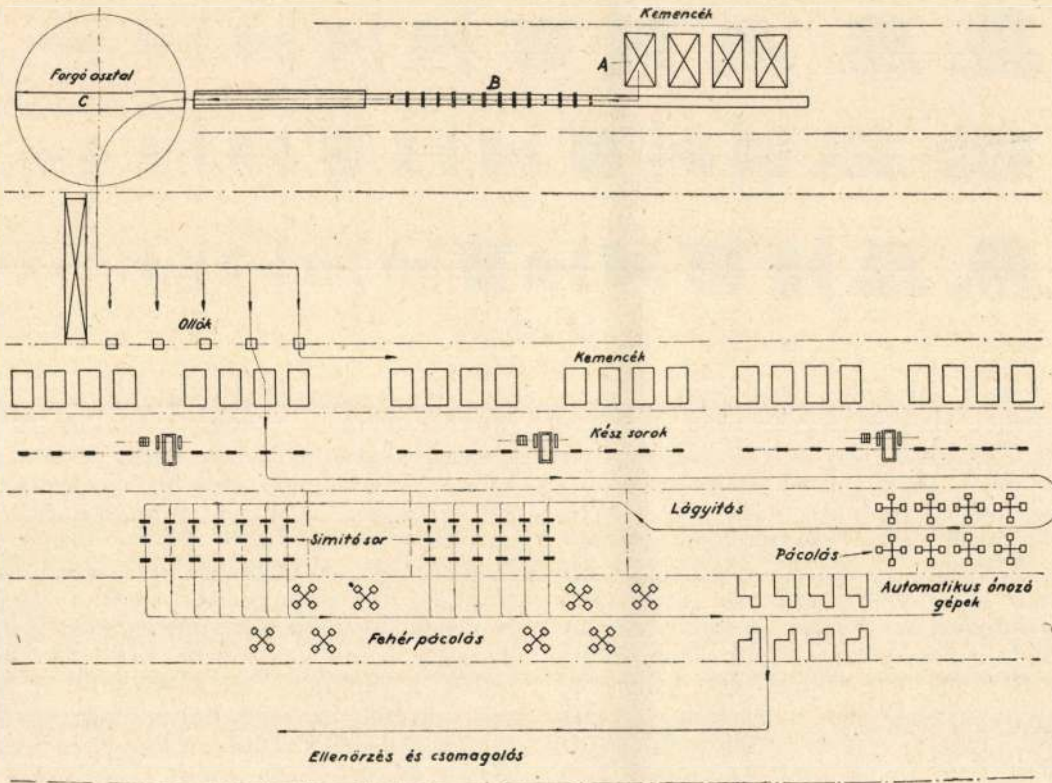 Kemencék
Forgó asztal
A
B
C
Ollók
Kemencék
Kész sorok
Lágyítás
Simító sor
Pácolás
Automatikus ónozó
gépek
Fehér pácolás
Ellenőrzés és csomagolás